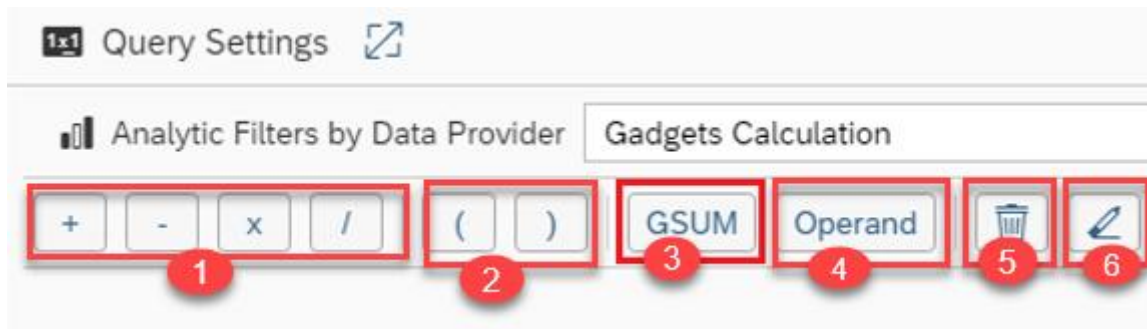 1x1 Query Settings
Analytic Filters by Data Provider Gadgets Calculation
+ - x / ( ) GSUM Operand
1 2 3 4 5 6